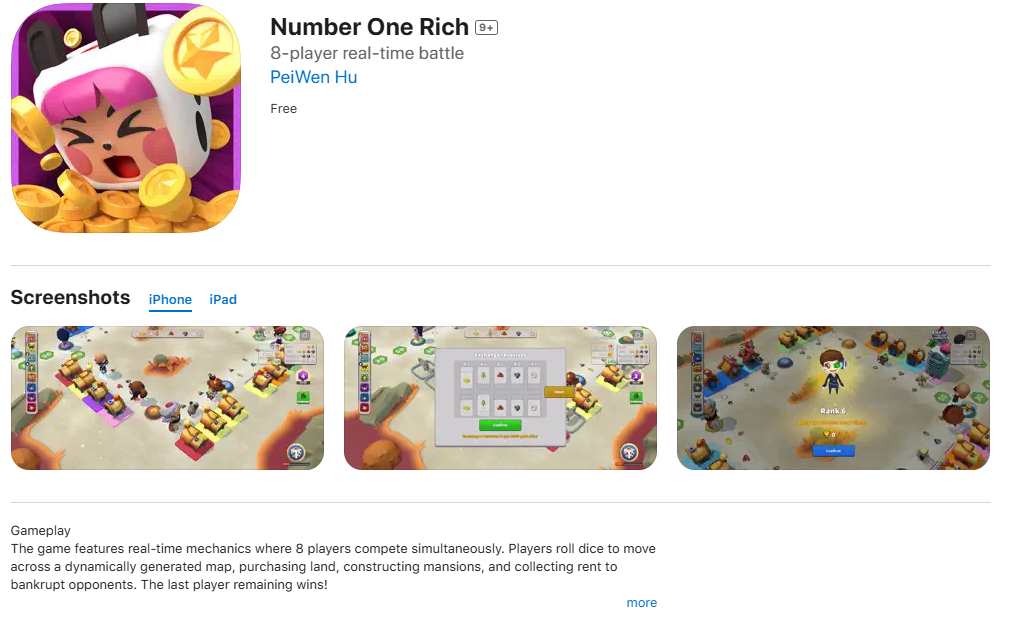 Number One Rich 9+
8-player real-time battle
PeiWen Hu
Free
Screenshots iPhone iPad
Exchange resources
Confirm
Rank 6
Confirm
Gameplay
The game features real-time mechanics where 8 players compete simultaneously. Players roll dice to move
across a dynamically generated map, purchasing land, constructing mansions, and collecting rent to
bankrupt opponents. The last player remaining wins!
more